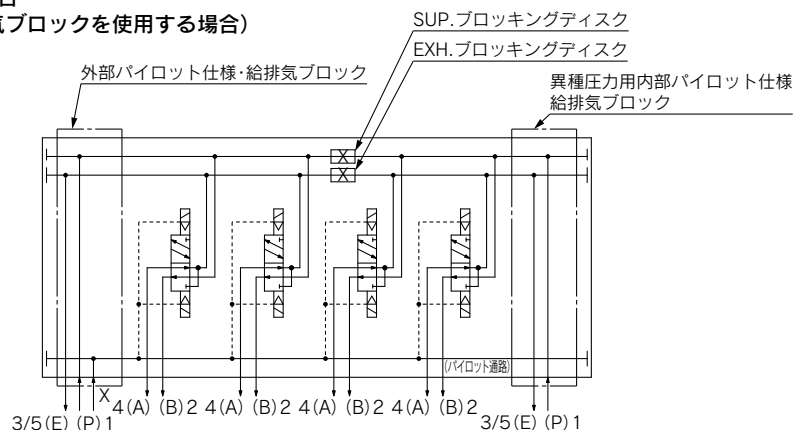 気ブロックを使用する場合)
SUP.ブロッキングディスク
EXH.ブロッキングディスク
外部パイロット仕様・給排気ブロック
異種圧力用内部パイロット仕様
給排気ブロック
X
X
(パイロット通路)
X
4(A) (B)2 4(A) (B)2 4(A) (B)2 4(A) (B)2
3/5(E) (P)1
3/5(E) (P)1